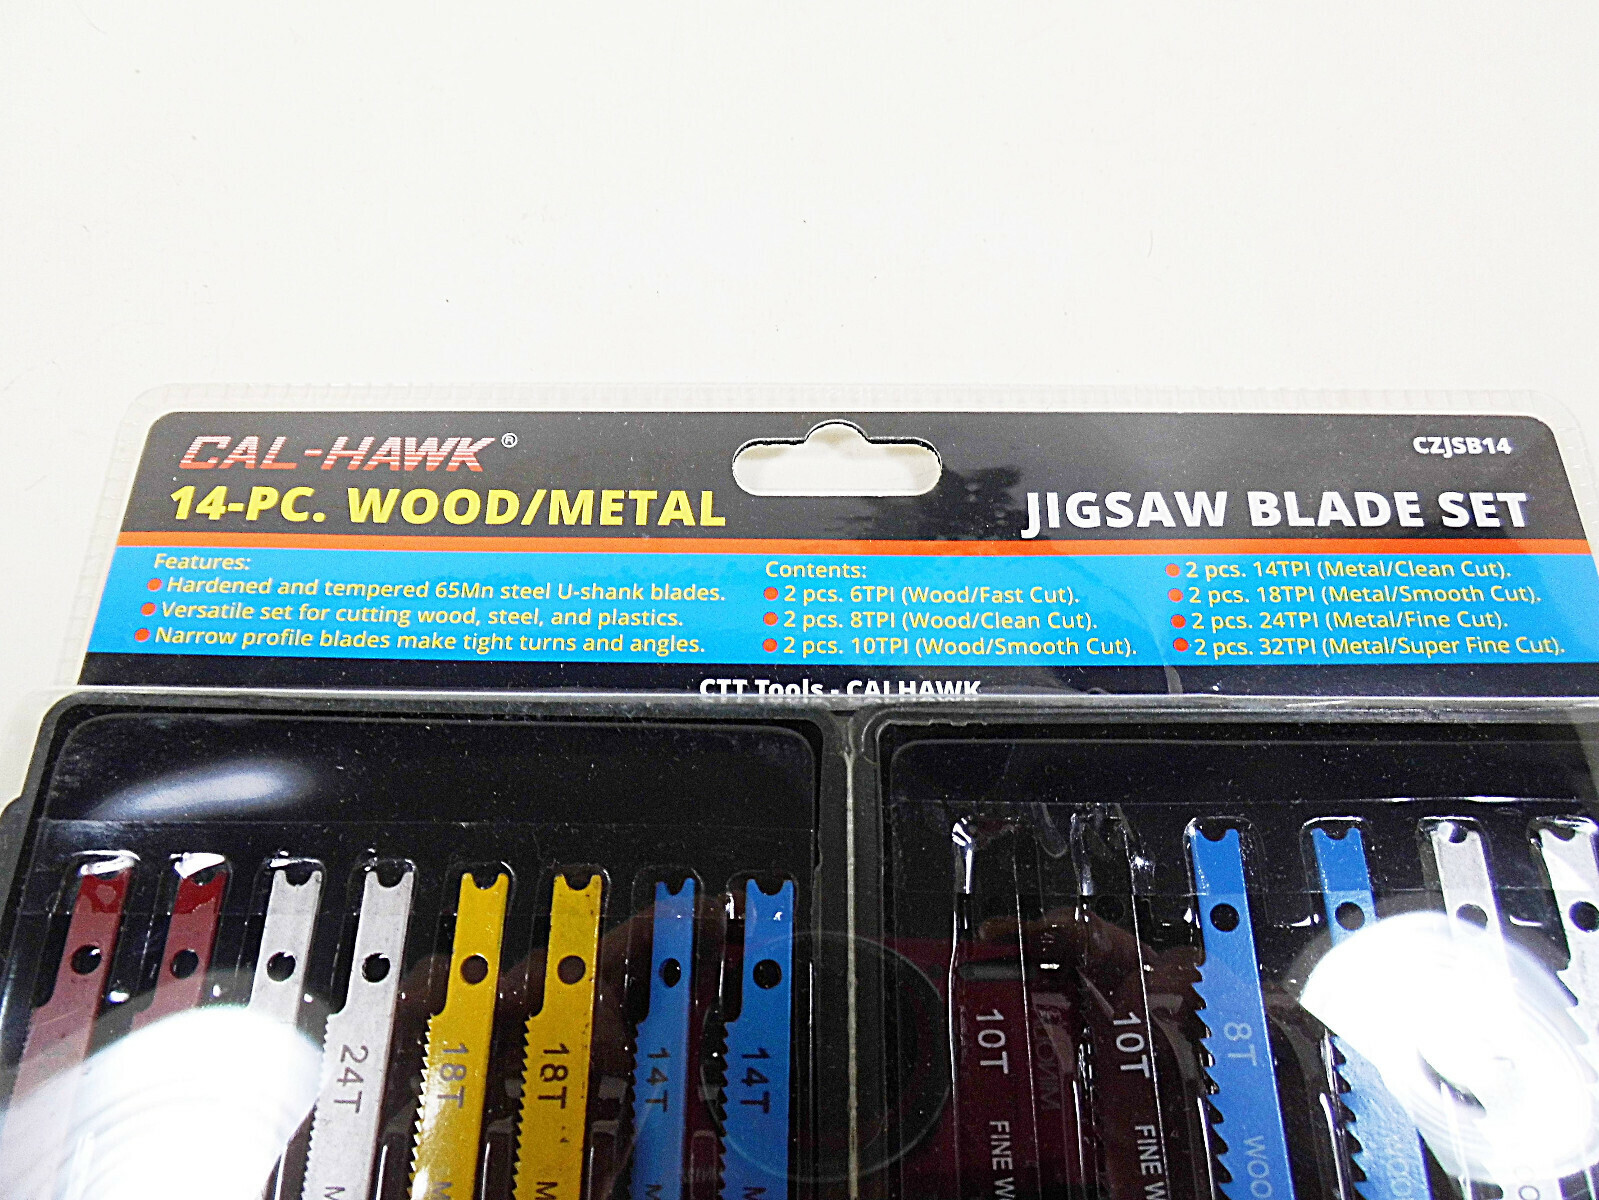 CAL-HAWK®
CZJSB14
14-PC. WOOD/METAL
JIGSAW BLADE SET
Features:
Hardened and tempered 65Mn steel U-shank blades.
Versatile set for cutting wood, steel, and plastics.
Narrow profile blades make tight turns and angles.
Contents:
2 pcs. 6TPI (Wood/Fast Cut).
2 pcs. 8TPI (Wood/Clean Cut).
2 pcs. 10TPI (Wood/Smooth Cut).
2 pcs. 14TPI (Metal/Clean Cut).
2 pcs. 18TPI (Metal/Smooth Cut).
2 pcs. 24TPI (Metal/Fine Cut).
2 pcs. 32TPI (Metal/Super Fine Cut).
CTT Tools - CALHAWK
24T M
18T M
18T M
14T M
14T M
10T FINE W
10T FINE W
8T WOO